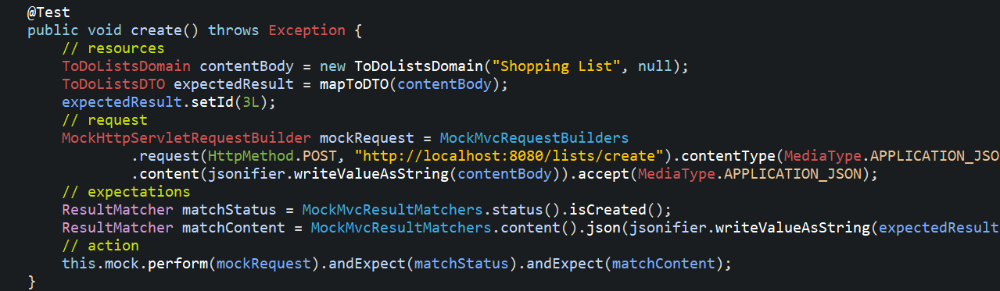 @Test
public void create() throws Exception {
    // resources
    ToDoListsDomain contentBody = new ToDoListsDomain("Shopping List", null);
    ToDoListsDTO expectedResult = mapToDTO(contentBody);
    expectedResult.setId(3L);
    // request
    MockHttpServletRequestBuilder mockRequest = MockMvcRequestBuilders
            .request(HttpMethod.POST, "http://localhost:8080/lists/create").contentType(MediaType.APPLICATION_JSO
            .content(jsonifier.writeValueAsString(contentBody)).accept(MediaType.APPLICATION_JSON);
    // expectations
    ResultMatcher matchStatus = MockMvcResultMatchers.status().isCreated();
    ResultMatcher matchContent = MockMvcResultMatchers.content().json(jsonifier.writeValueAsString(expectedResult
    // action
    this.mock.perform(mockRequest).andExpect(matchStatus).andExpect(matchContent);
}